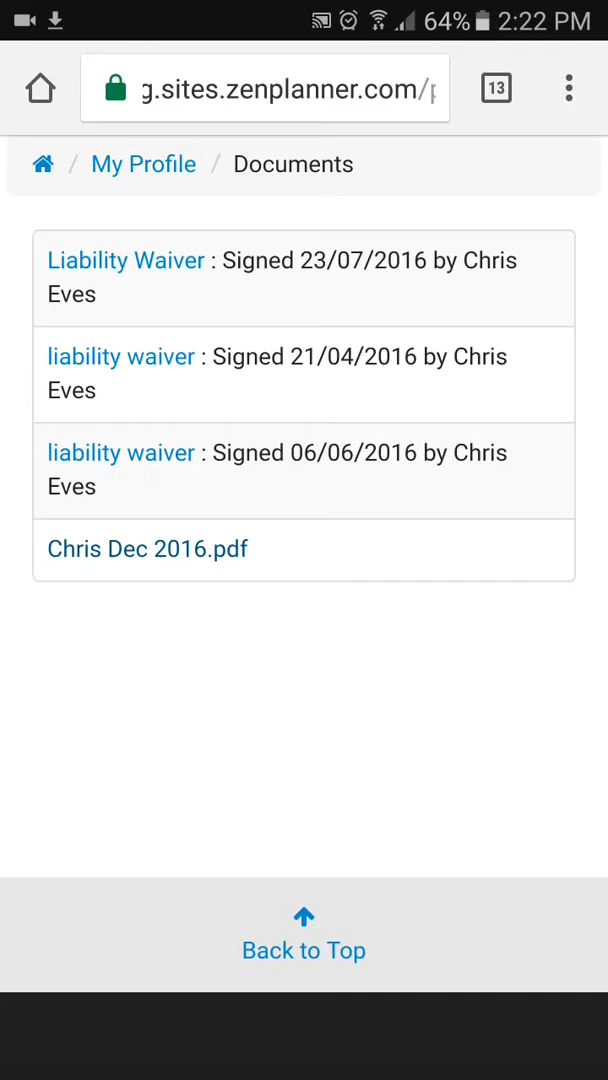 64% 2:22 PM
g.sites.zenplanner.com/p 13
/ My Profile / Documents
Liability Waiver : Signed 23/07/2016 by Chris
Eves
liability waiver : Signed 21/04/2016 by Chris
Eves
liability waiver : Signed 06/06/2016 by Chris
Eves
Chris Dec 2016.pdf
Back to Top